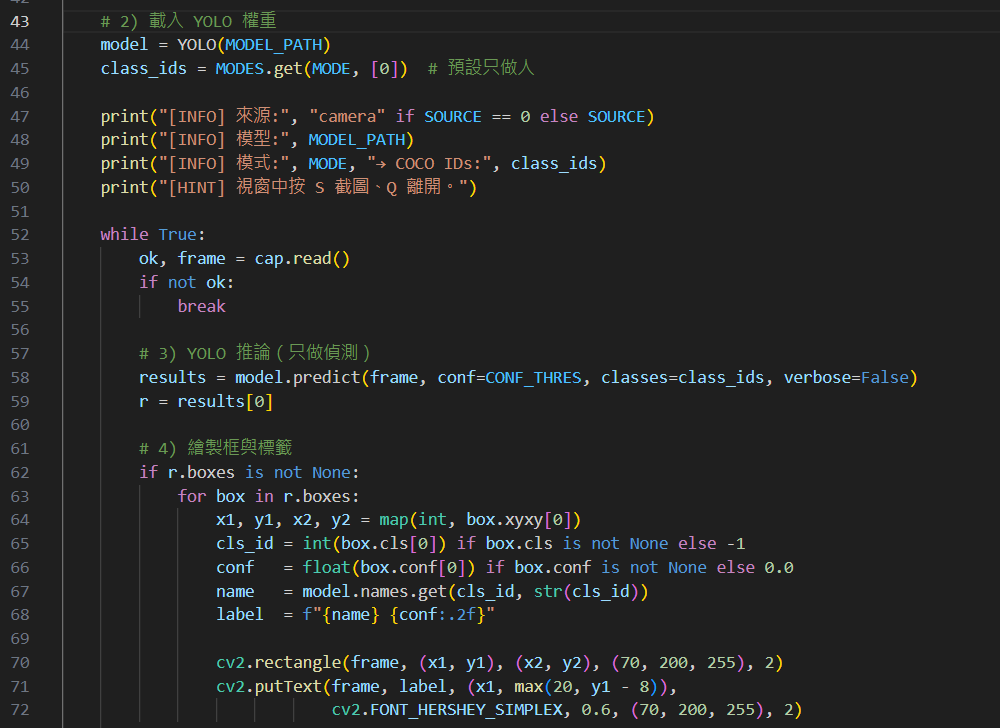 43 # 2) 載入 YOLO 權重
44 model = YOLO(MODEL_PATH)
45 class_ids = MODES.get(MODE, [0])  # 預設只做人
46
47 print("[INFO] 來源:", "camera" if SOURCE == 0 else SOURCE)
48 print("[INFO] 模型:", MODEL_PATH)
49 print("[INFO] 模式:", MODE, "→ COCO IDs:", class_ids)
50 print("[HINT] 視窗中按 S 截圖、Q 離開。")
51
52 while True:
53     ok, frame = cap.read()
54     if not ok:
55         break
56
57     # 3) YOLO 推論（只做偵測）
58     results = model.predict(frame, conf=CONF_THRES, classes=class_ids, verbose=False)
59     r = results[0]
60
61     # 4) 繪製框與標籤
62     if r.boxes is not None:
63         for box in r.boxes:
64             x1, y1, x2, y2 = map(int, box.xyxy[0])
65             cls_id = int(box.cls[0]) if box.cls is not None else -1
66             conf   = float(box.conf[0]) if box.conf is not None else 0.0
67             name   = model.names.get(cls_id, str(cls_id))
68             label  = f"{name} {conf:.2f}"
69
70             cv2.rectangle(frame, (x1, y1), (x2, y2), (70, 200, 255), 2)
71             cv2.putText(frame, label, (x1, max(20, y1 - 8)),
72                         cv2.FONT_HERSHEY_SIMPLEX, 0.6, (70, 200, 255), 2)